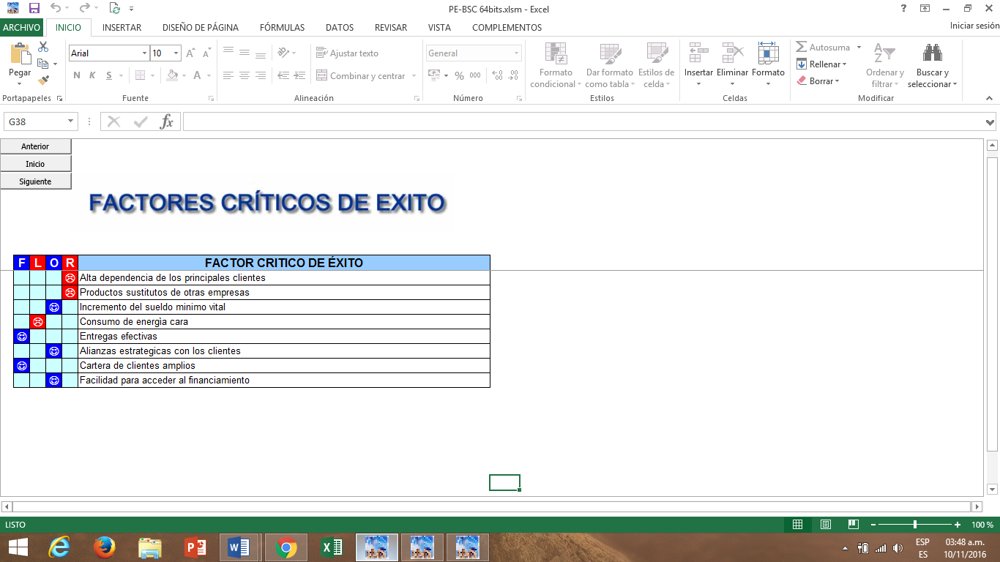 PE-BSC 64bits.xlsm - Excel
ARCHIVO INICIO INSERTAR DISEÑO DE PÁGINA FÓRMULAS DATOS REVISAR VISTA COMPLEMENTOS Iniciar sesión
Pegar
Arial 10
N K S
A
Ajustar texto
Combinar y centrar
General
% 000
Formato condicional
Dar formato como tabla
Estilos de celda
Insertar Eliminar Formato
Autosuma
Rellenar
Borrar
Ordenar y filtrar
Buscar y seleccionar
Portapapeles Fuente Alineación Número Estilos Celdas Modificar
G38 fx
Anterior
Inicio
Siguiente
FACTORES CRÍTICOS DE EXITO
F L O R FACTOR CRITICO DE ÉXITO
Alta dependencia de los principales clientes
Productos sustitutos de otras empresas
Incremento del sueldo minimo vital
Consumo de energìa cara
Entregas efectivas
Alianzas estrategicas con los clientes
Cartera de clientes amplios
Facilidad para acceder al financiamiento
LISTO 100 %
ESP 03:48 a.m.
ES 10/11/2016